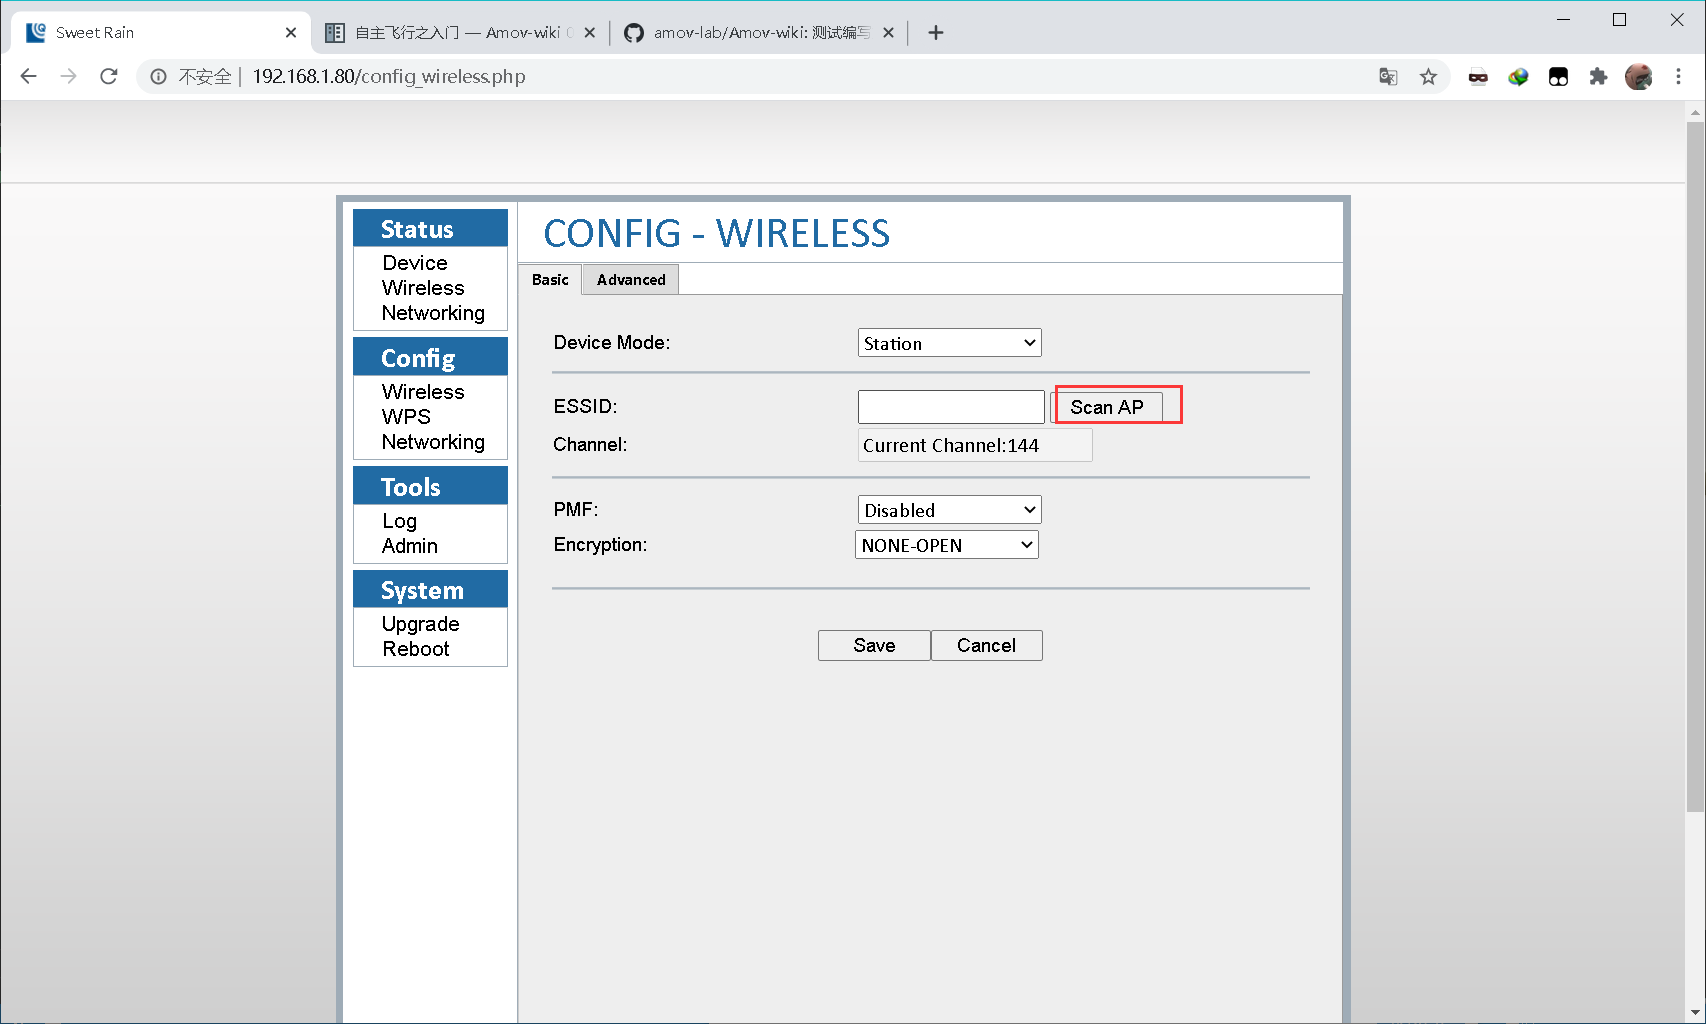 Sweet Rain
自主飞行之入门 — Amov-wiki
amov-lab/Amov-wiki: 测试编写
不安全 | 192.168.1.80/config_wireless.php
Status
Device
Wireless
Networking
Config
Wireless
WPS
Networking
Tools
Log
Admin
System
Upgrade
Reboot
CONFIG - WIRELESS
Basic Advanced
Device Mode: Station
ESSID: Scan AP
Channel: Current Channel:144
PMF: Disabled
Encryption: NONE-OPEN
Save Cancel